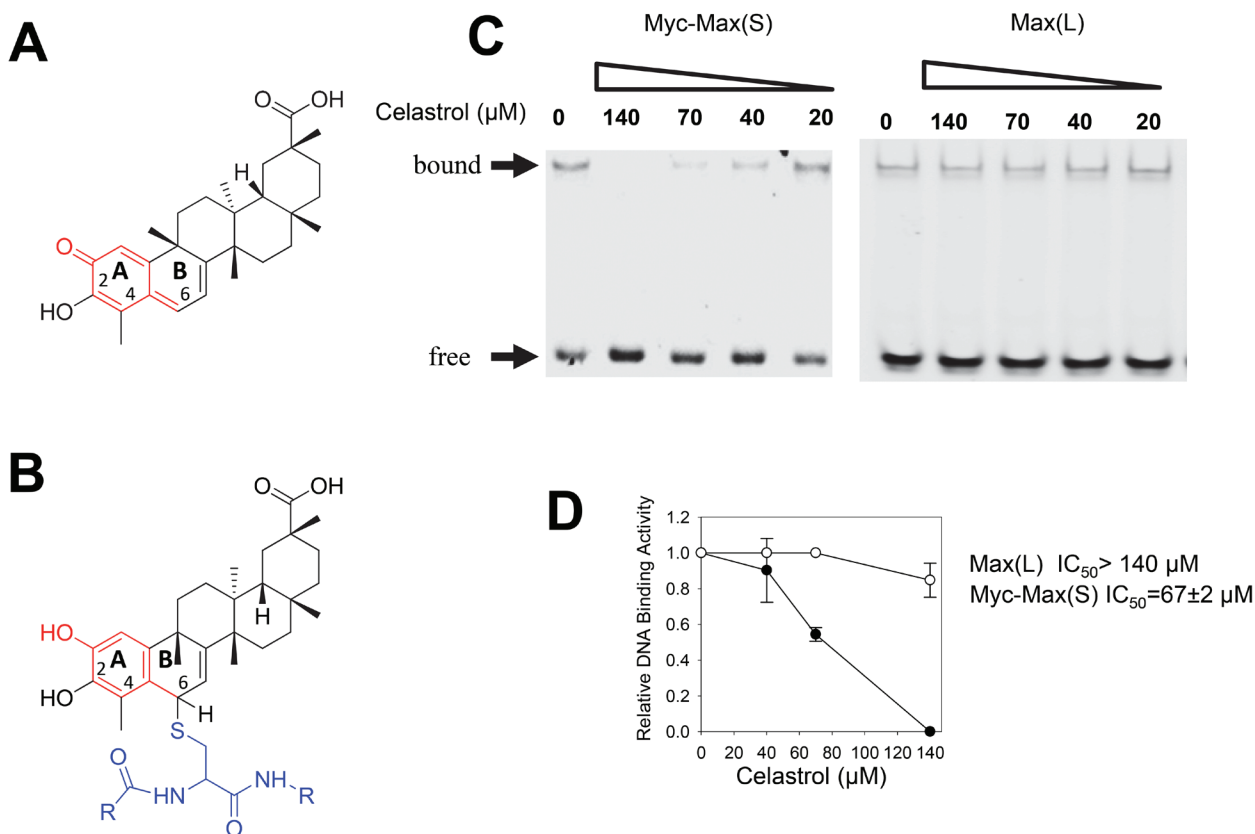 A
O
OH
H
O
A
B
2
4
6
HO
B
O
OH
H
HO
A
B
2
4
6
HO
H
S
O
R
HN
NH
R
O
C
Myc-Max(S)
Max(L)
Celastrol (µM)
0 140 70 40 20
0 140 70 40 20
bound
free
D
Relative DNA Binding Activity
1.2
1.0
0.8
0.6
0.4
0.2
0.0
0 20 40 60 80 100 120 140
Celastrol (µM)
Max(L) IC50> 140 µM
Myc-Max(S) IC50=67±2 µM